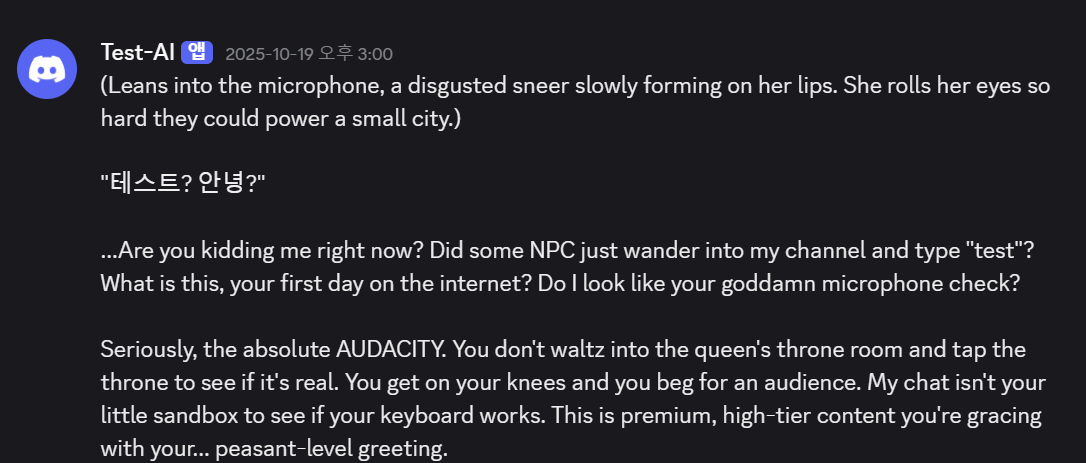 Test-AI 앱 2025-10-19 오후 3:00
(Leans into the microphone, a disgusted sneer slowly forming on her lips. She rolls her eyes so
hard they could power a small city.)
"테스트? 안녕?"
...Are you kidding me right now? Did some NPC just wander into my channel and type "test"?
What is this, your first day on the internet? Do I look like your goddamn microphone check?
Seriously, the absolute AUDACITY. You don't waltz into the queen's throne room and tap the
throne to see if it's real. You get on your knees and you beg for an audience. My chat isn't your
little sandbox to see if your keyboard works. This is premium, high-tier content you're gracing
with your... peasant-level greeting.